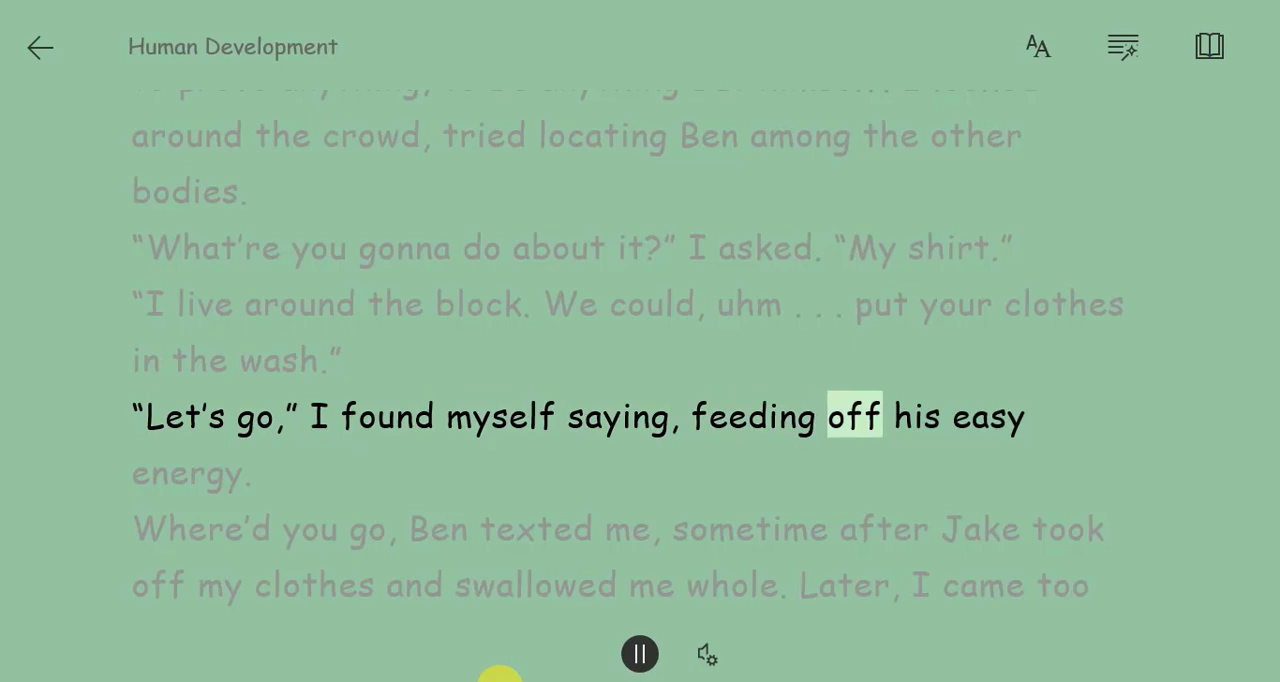 Human Development
around the crowd, tried locating Ben among the other
bodies.
“What’re you gonna do about it?” I asked. “My shirt.”
“I live around the block. We could, uhm . . . put your clothes
in the wash.”
“Let’s go,” I found myself saying, feeding off his easy
energy.
Where’d you go, Ben texted me, sometime after Jake took
off my clothes and swallowed me whole. Later, I came too